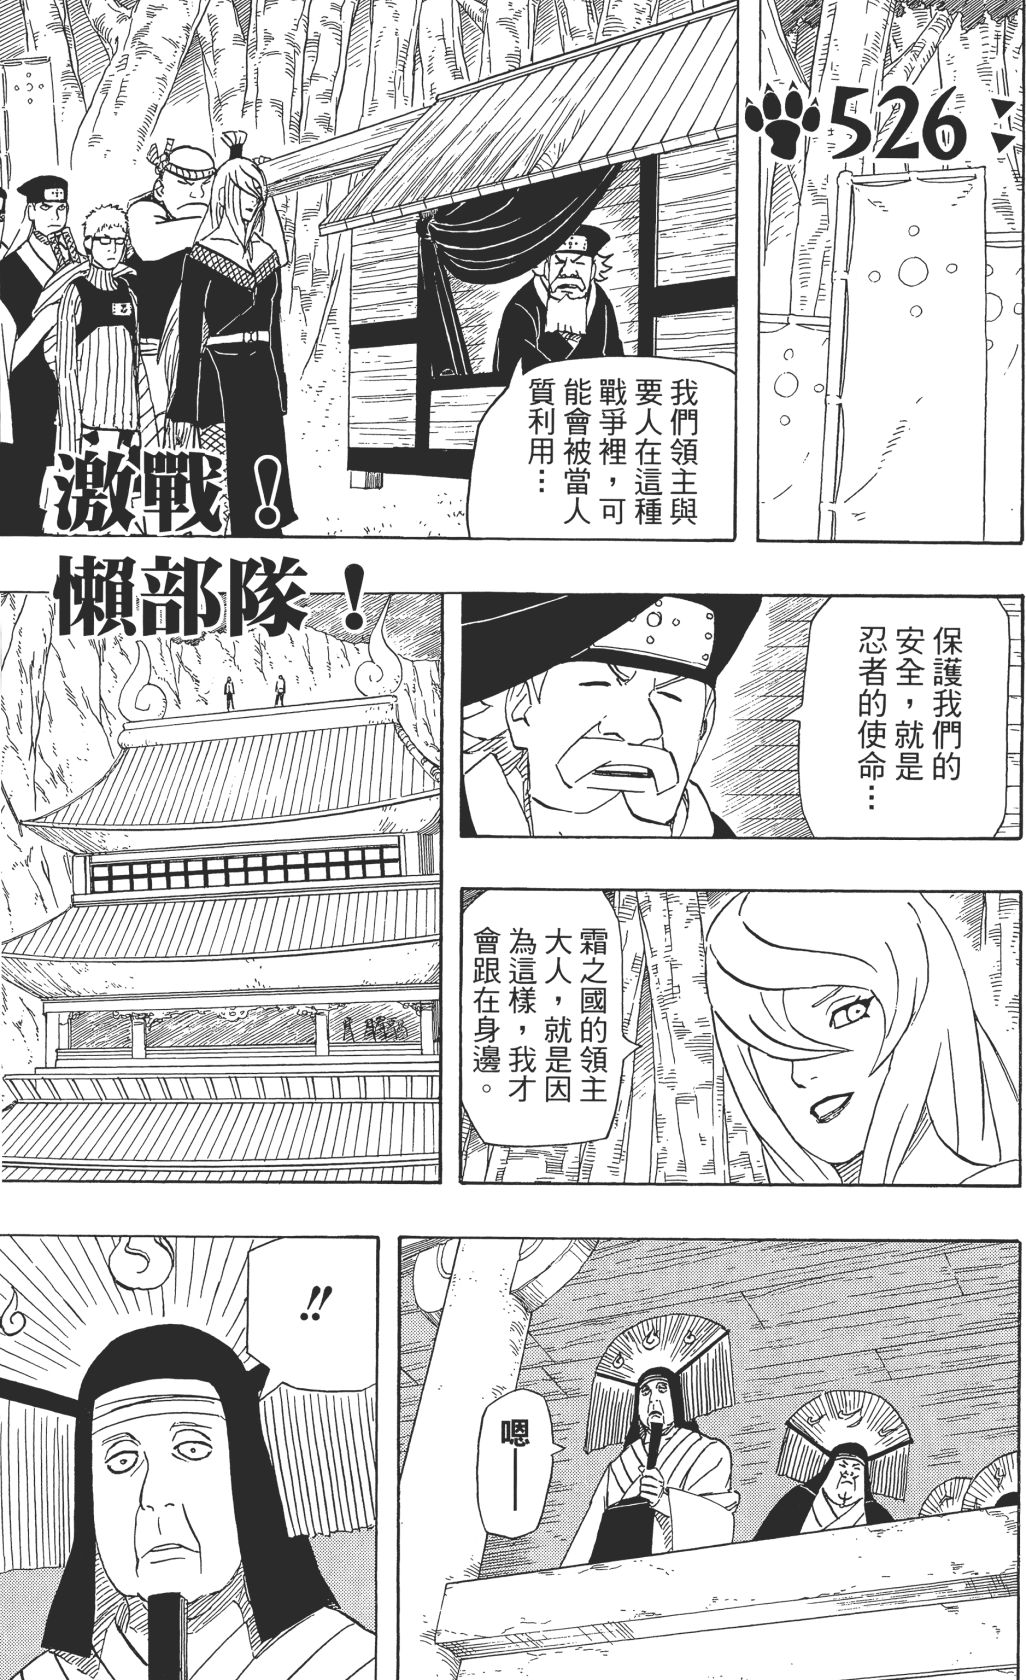 526：
激戰！
懶部隊！
我們領主與
要人在這種
戰爭裡，可
能會被當人
質利用…
保護我們的
安全，就是
忍者的使命…
霜之國的領主
大人，就是因
為這樣，我才
會跟在身邊。
嗯——
!!